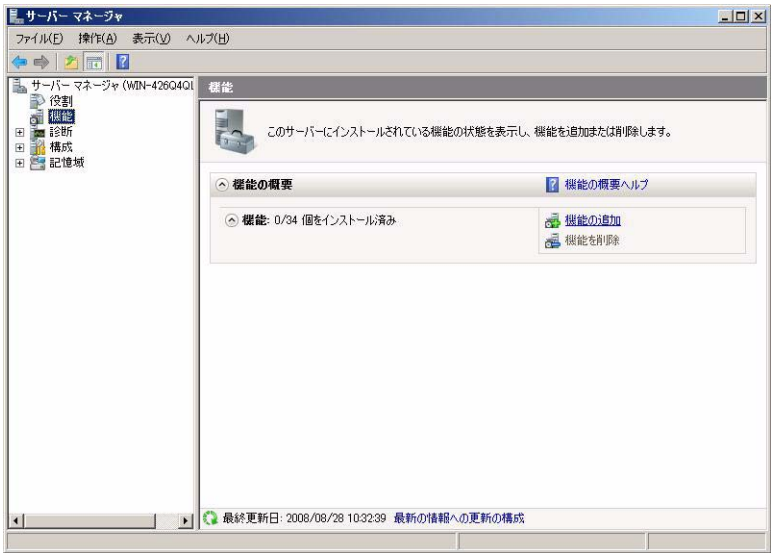 サーバー マネージャ
ファイル(F) 操作(A) 表示(V) ヘルプ(H)
サーバー マネージャ (WIN-426Q4QL
役割
機能
診断
構成
記憶域
機能
このサーバーにインストールされている機能の状態を表示し、機能を追加または削除します。
機能の概要
機能の概要ヘルプ
機能: 0/34 個をインストール済み
機能の追加
機能を削除
最終更新日: 2008/08/28 10:32:39 最新の情報への更新の構成